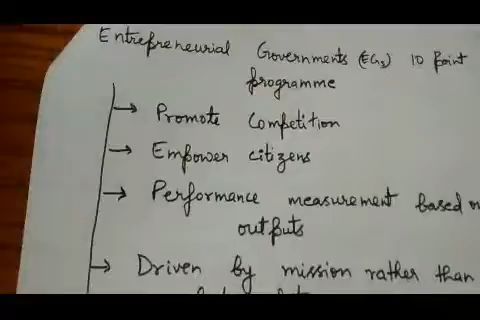 Entrepreneurial Governments (EGs) 10 point
programme
→ Promote Competition
→ Empower citizens
→ Performance measurement based
outputs
→ Driven by mission rather than